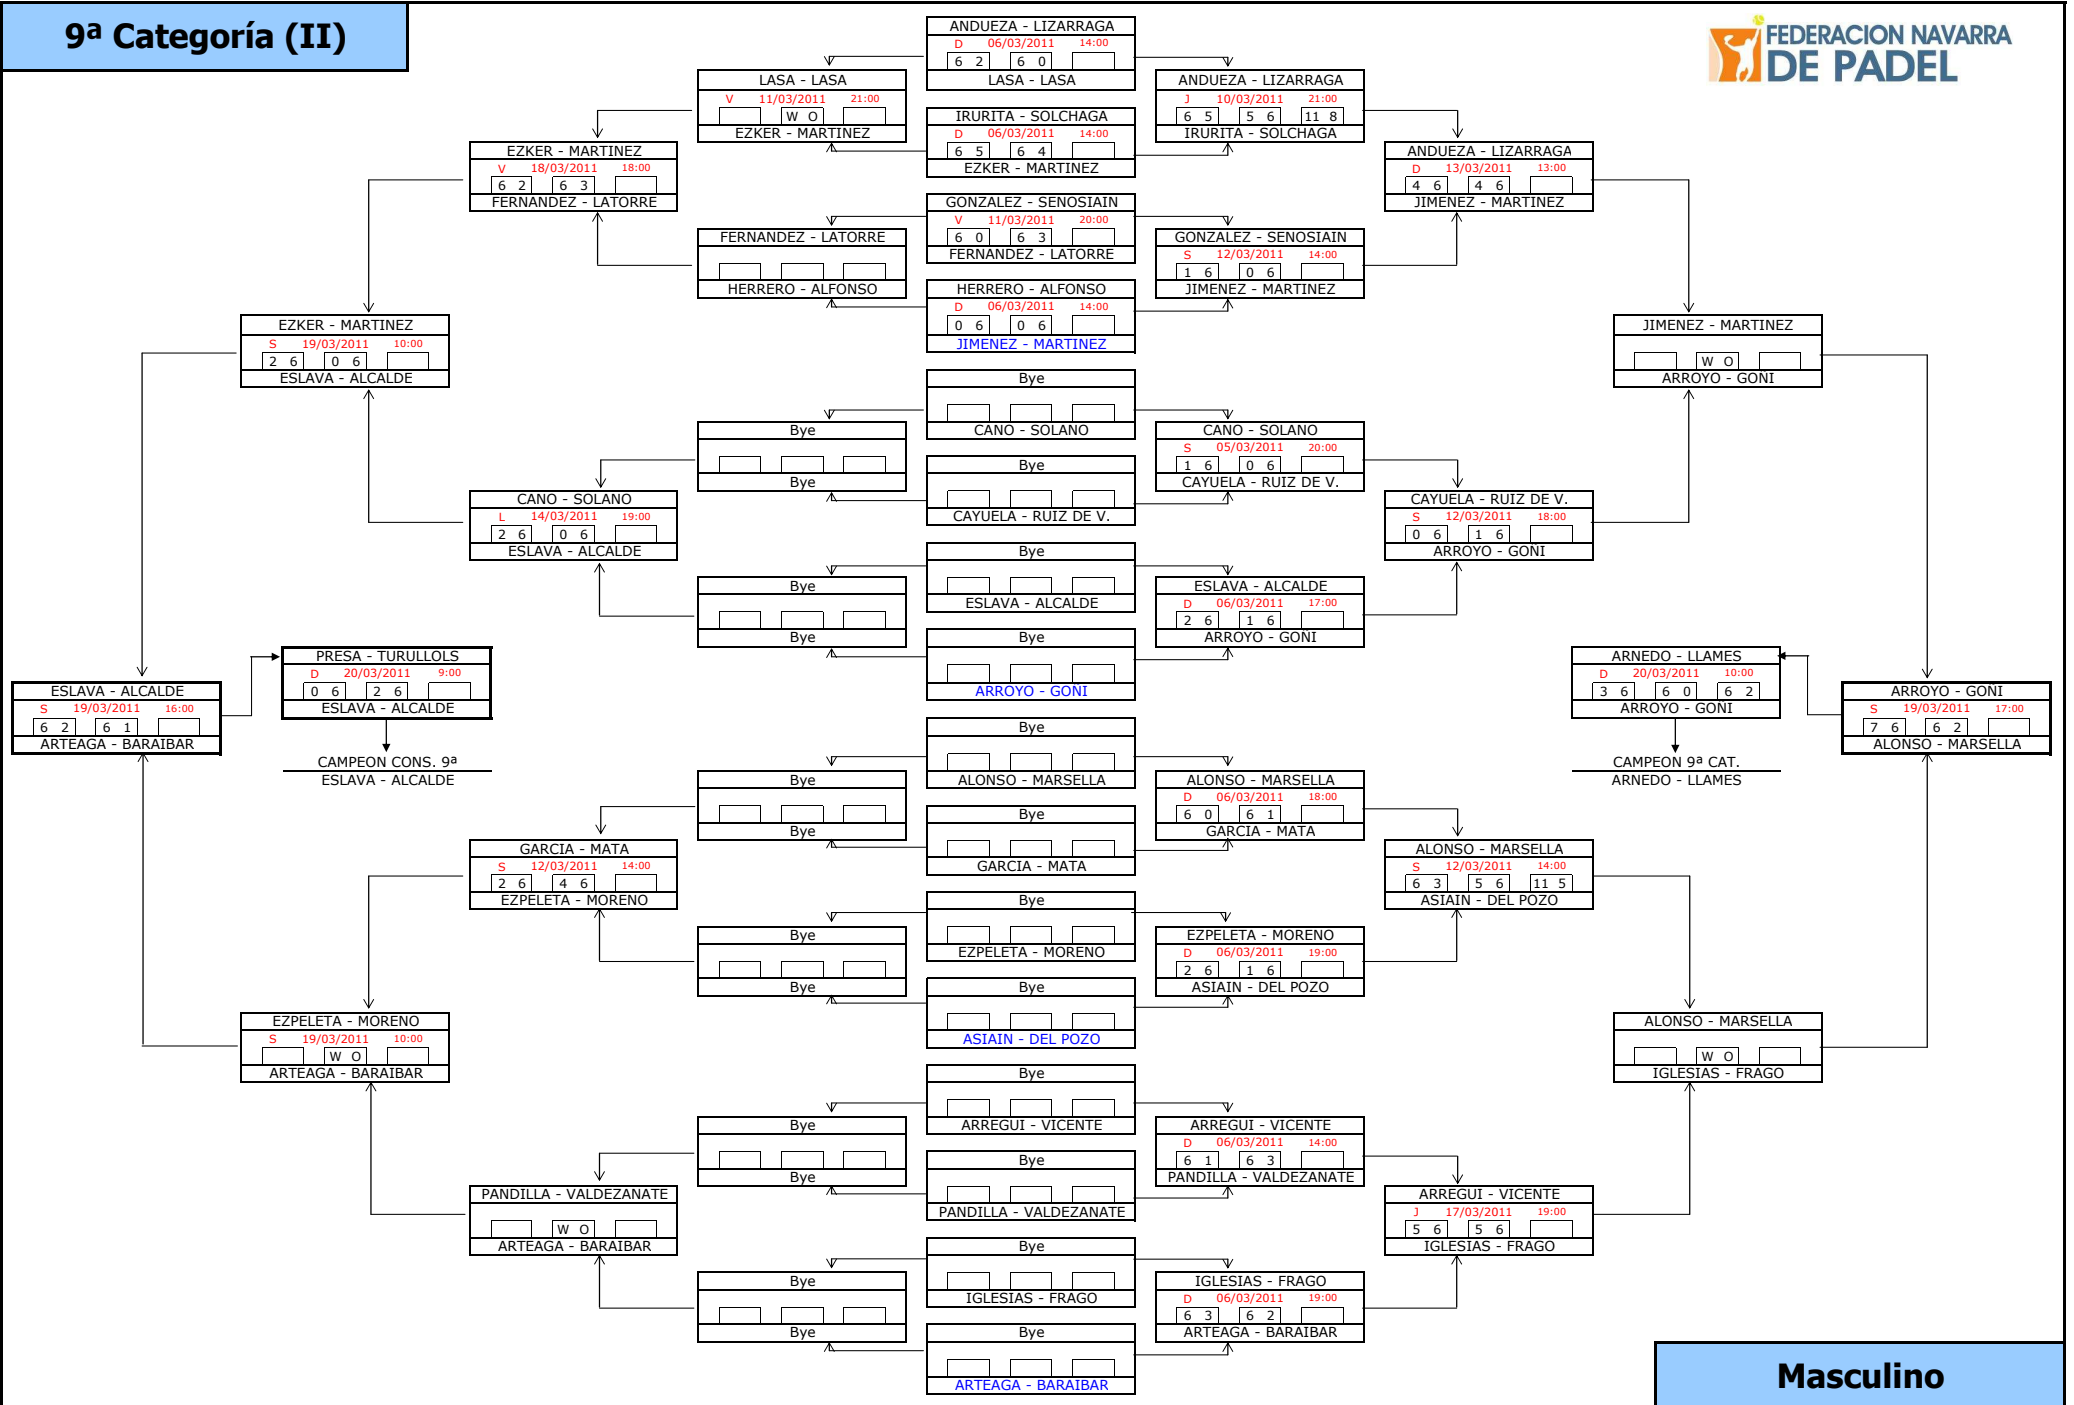 9ª Categoría (II)
FEDERACION NAVARRA
DE PADEL
ANDUEZA - LIZARRAGA
D 06/03/2011 14:00
6 2 6 0
LASA - LASA
IRURITA - SOLCHAGA
D 06/03/2011 14:00
6 5 6 4
EZKER - MARTINEZ
GONZALEZ - SENOSIAIN
V 11/03/2011 20:00
6 0 6 3
FERNANDEZ - LATORRE
HERRERO - ALFONSO
D 06/03/2011 14:00
0 6 0 6
JIMENEZ - MARTINEZ
Bye
CANO - SOLANO
Bye
CAYUELA - RUIZ DE V.
Bye
ESLAVA - ALCALDE
Bye
ARROYO - GOÑI
Bye
ALONSO - MARSELLA
Bye
GARCIA - MATA
Bye
EZPELETA - MORENO
Bye
ASIAIN - DEL POZO
Bye
ARREGUI - VICENTE
Bye
PANDILLA - VALDEZANATE
Bye
IGLESIAS - FRAGO
Bye
ARTEAGA - BARAIBAR
LASA - LASA
V 11/03/2011 21:00
W O
EZKER - MARTINEZ
FERNANDEZ - LATORRE
HERRERO - ALFONSO
Bye
Bye
Bye
Bye
Bye
Bye
Bye
Bye
Bye
Bye
Bye
Bye
EZKER - MARTINEZ
V 18/03/2011 18:00
6 2 6 3
FERNANDEZ - LATORRE
CANO - SOLANO
L 14/03/2011 19:00
2 6 0 6
ESLAVA - ALCALDE
GARCIA - MATA
S 12/03/2011 14:00
2 6 4 6
EZPELETA - MORENO
PANDILLA - VALDEZANATE
W O
ARTEAGA - BARAIBAR
EZKER - MARTINEZ
S 19/03/2011 10:00
2 6 0 6
ESLAVA - ALCALDE
EZPELETA - MORENO
S 19/03/2011 10:00
W O
ARTEAGA - BARAIBAR
ESLAVA - ALCALDE
S 19/03/2011 16:00
6 2 6 1
ARTEAGA - BARAIBAR
PRESA - TURULLOLS
D 20/03/2011 9:00
0 6 2 6
ESLAVA - ALCALDE
CAMPEON CONS. 9ª
ESLAVA - ALCALDE
ANDUEZA - LIZARRAGA
J 10/03/2011 21:00
6 5 5 6 11 8
IRURITA - SOLCHAGA
GONZALEZ - SENOSIAIN
S 12/03/2011 14:00
1 6 0 6
JIMENEZ - MARTINEZ
CANO - SOLANO
S 05/03/2011 20:00
1 6 0 6
CAYUELA - RUIZ DE V.
ESLAVA - ALCALDE
D 06/03/2011 17:00
2 6 1 6
ARROYO - GOÑI
ALONSO - MARSELLA
D 06/03/2011 18:00
6 0 6 1
GARCIA - MATA
EZPELETA - MORENO
D 06/03/2011 19:00
2 6 1 6
ASIAIN - DEL POZO
ARREGUI - VICENTE
D 06/03/2011 14:00
6 1 6 3
PANDILLA - VALDEZANATE
IGLESIAS - FRAGO
D 06/03/2011 19:00
6 3 6 2
ARTEAGA - BARAIBAR
ANDUEZA - LIZARRAGA
D 13/03/2011 13:00
4 6 4 6
JIMENEZ - MARTINEZ
CAYUELA - RUIZ DE V.
S 12/03/2011 18:00
0 6 1 6
ARROYO - GOÑI
ALONSO - MARSELLA
S 12/03/2011 14:00
6 3 5 6 11 5
ASIAIN - DEL POZO
ARREGUI - VICENTE
J 17/03/2011 19:00
5 6 5 6
IGLESIAS - FRAGO
JIMENEZ - MARTINEZ
W O
ARROYO - GOÑI
ALONSO - MARSELLA
W O
IGLESIAS - FRAGO
ARNEDO - LLAMES
D 20/03/2011 10:00
3 6 6 0 6 2
ARROYO - GOÑI
CAMPEON 9ª CAT.
ARNEDO - LLAMES
ARROYO - GOÑI
S 19/03/2011 17:00
7 6 6 2
ALONSO - MARSELLA
Masculino